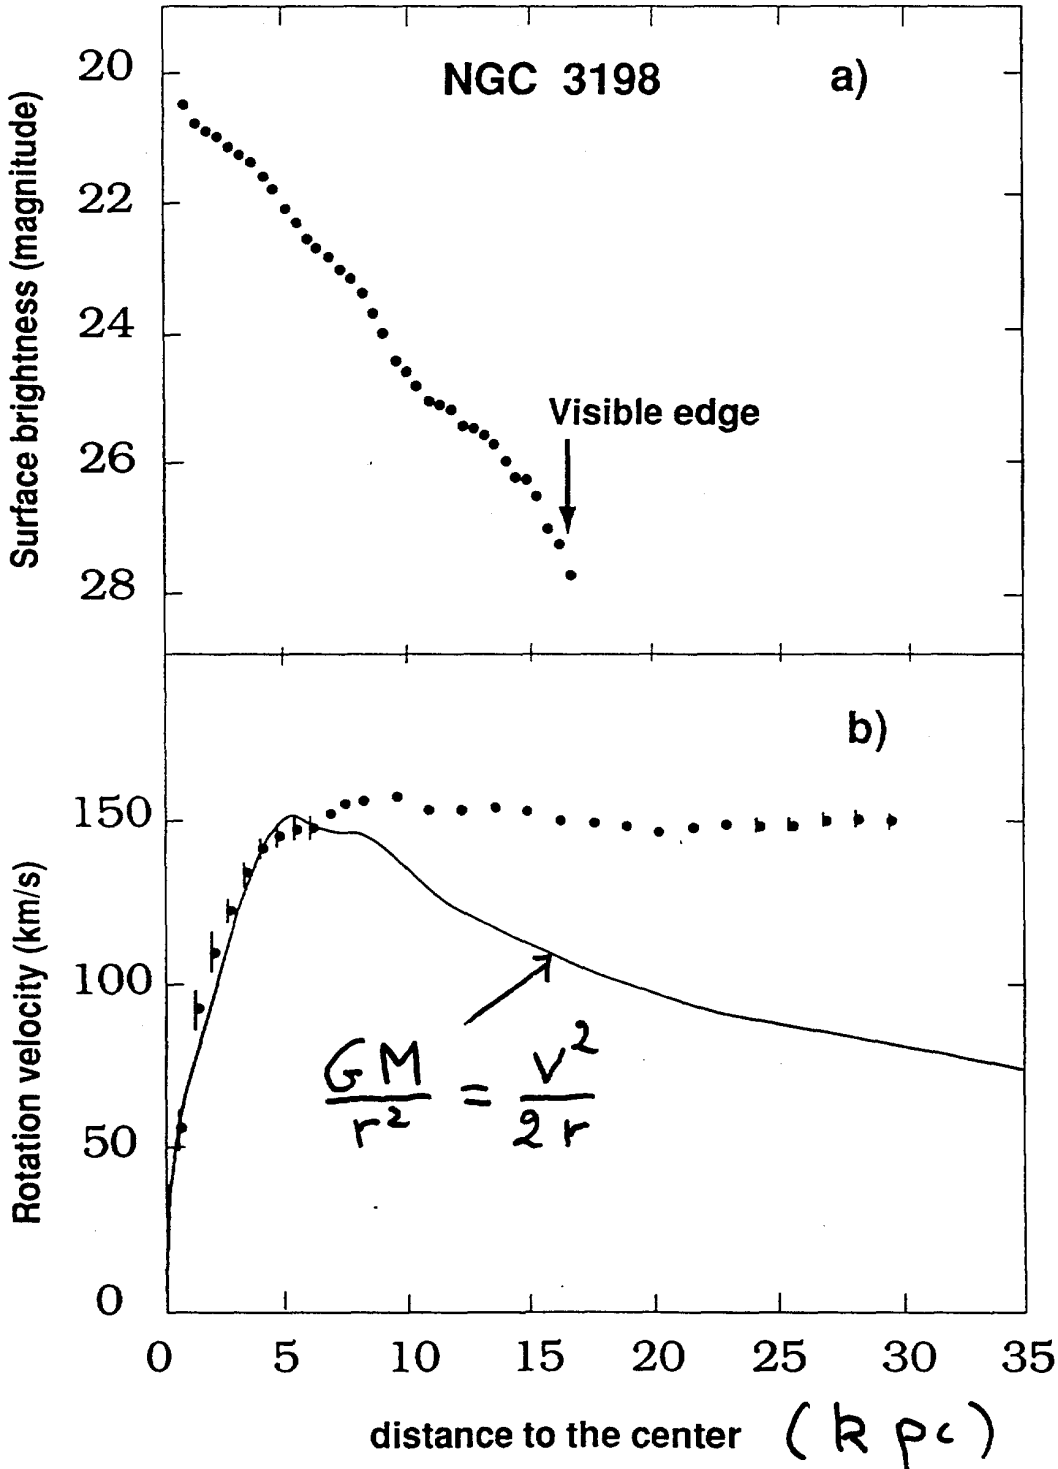 NGC 3198
a)
Surface brightness (magnitude)
20
22
24
26
28
Visible edge
b)
Rotation velocity (km/s)
150
100
50
0
GM/r² = v²/2r
0 5 10 15 20 25 30 35
distance to the center (kpc)